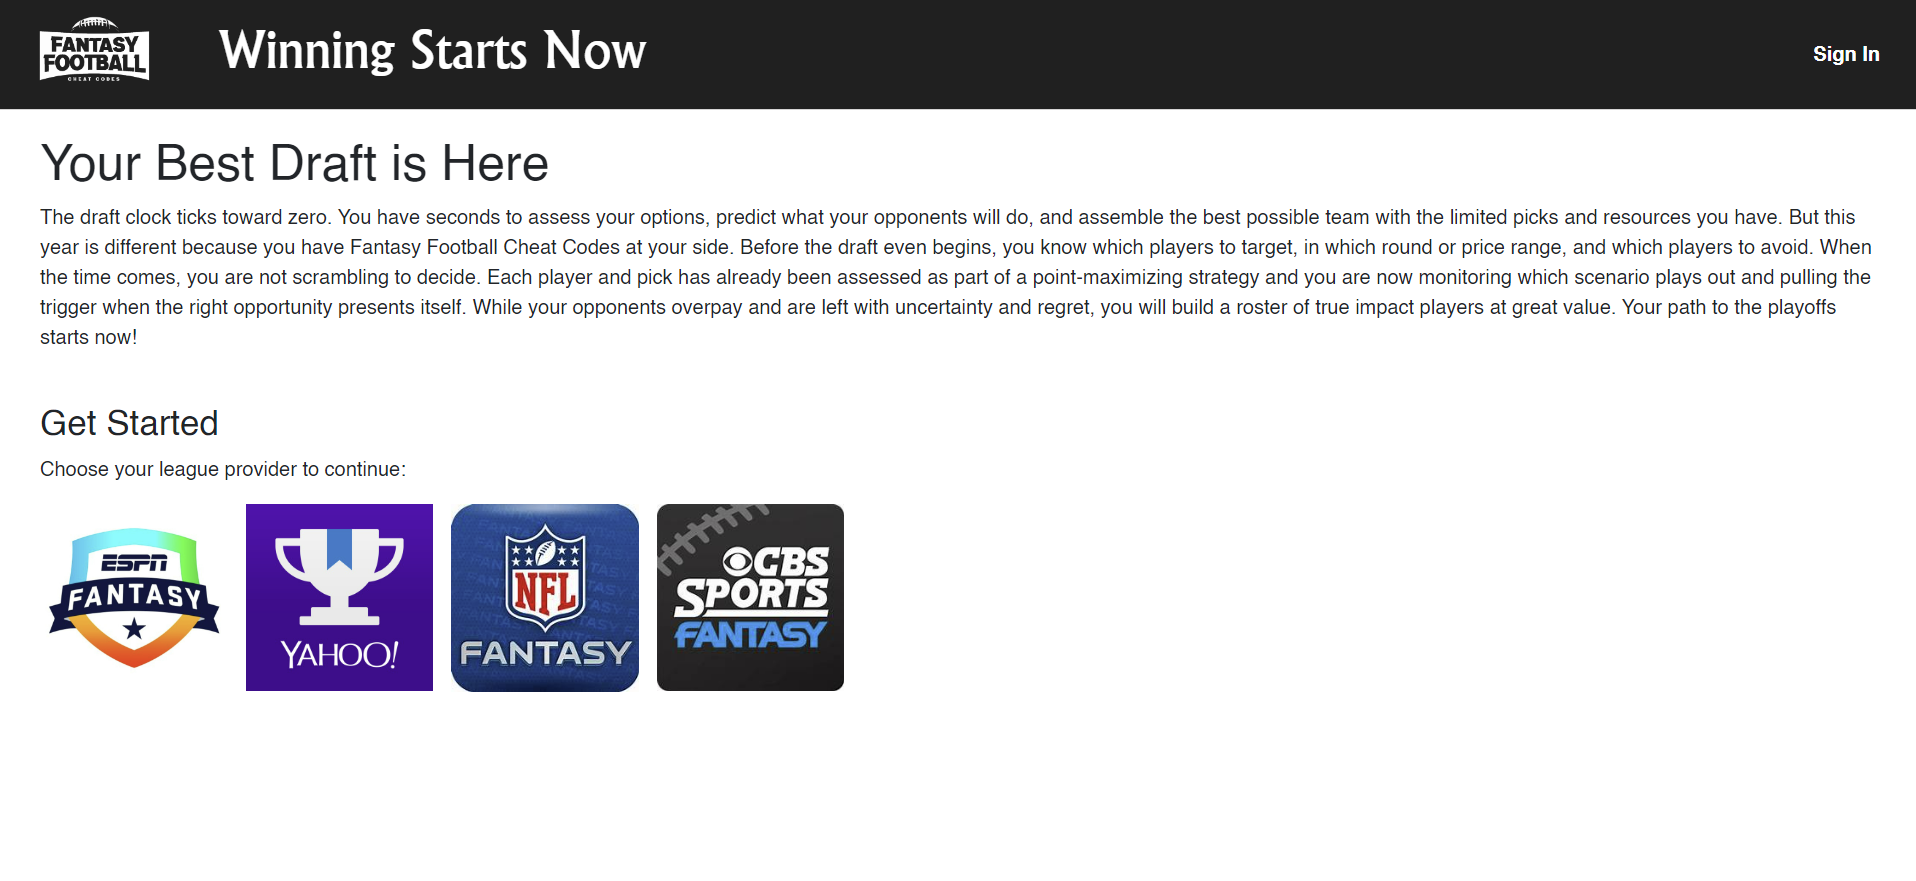 FANTASY
FOOTBALL
CHEAT CODES
Winning Starts Now
Sign In
Your Best Draft is Here
The draft clock ticks toward zero. You have seconds to assess your options, predict what your opponents will do, and assemble the best possible team with the limited picks and resources you have. But this
year is different because you have Fantasy Football Cheat Codes at your side. Before the draft even begins, you know which players to target, in which round or price range, and which players to avoid. When
the time comes, you are not scrambling to decide. Each player and pick has already been assessed as part of a point-maximizing strategy and you are now monitoring which scenario plays out and pulling the
trigger when the right opportunity presents itself. While your opponents overpay and are left with uncertainty and regret, you will build a roster of true impact players at great value. Your path to the playoffs
starts now!
Get Started
Choose your league provider to continue:
ESPN
FANTASY
YAHOO!
NFL
FANTASY
CBS
SPORTS
FANTASY